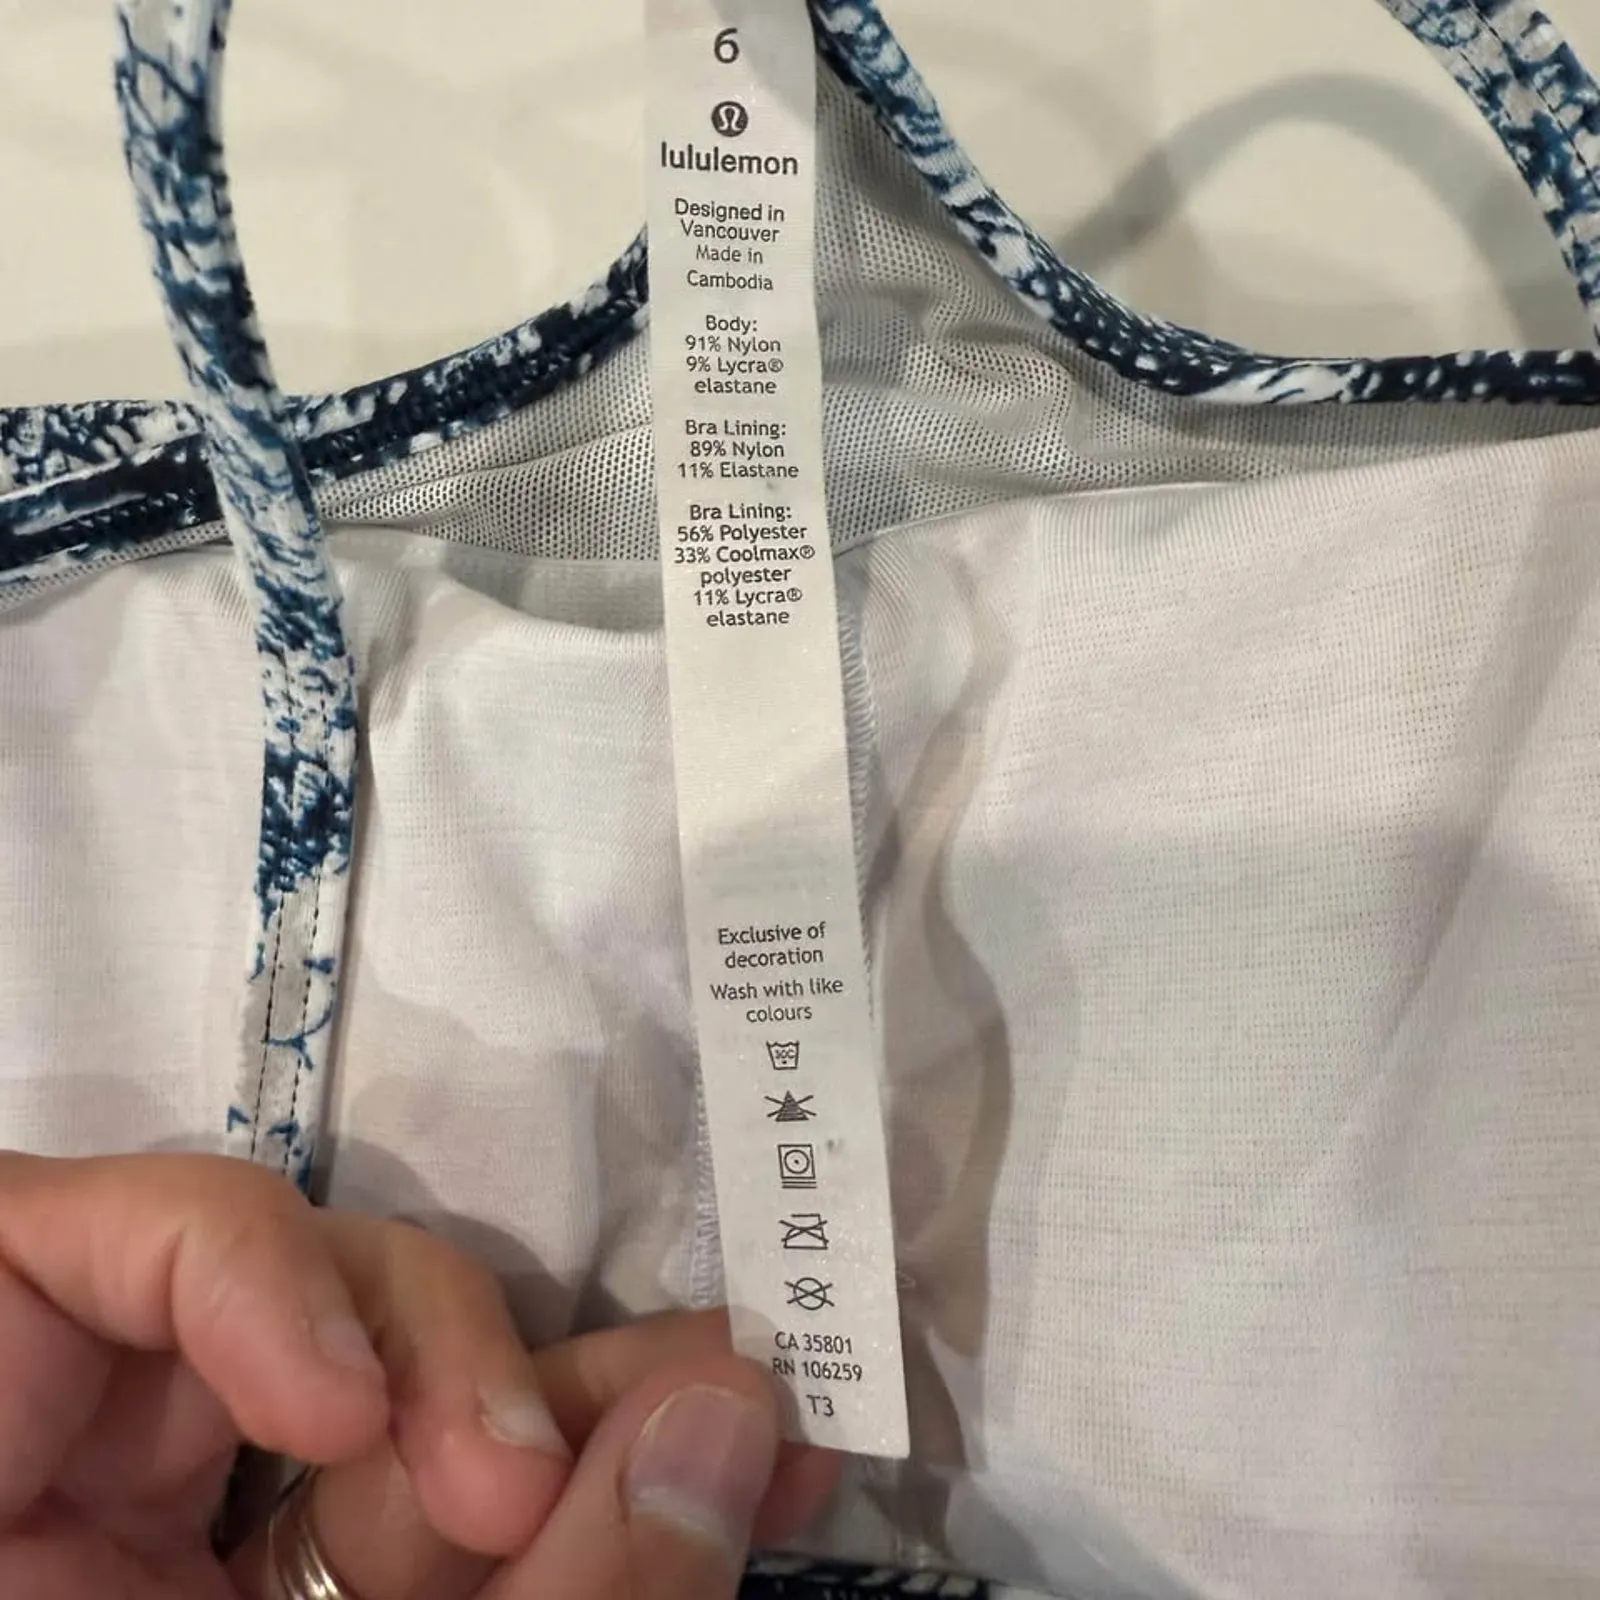 6
lululemon
Designed in
Vancouver
Made in
Cambodia
Body:
91% Nylon
9% Lycra®
elastane
Bra Lining:
89% Nylon
11% Elastane
Bra Lining:
56% Polyester
33% Coolmax®
polyester
11% Lycra®
elastane
Exclusive of
decoration
Wash with like
colours
30C
CA 35801
RN 106259
T3